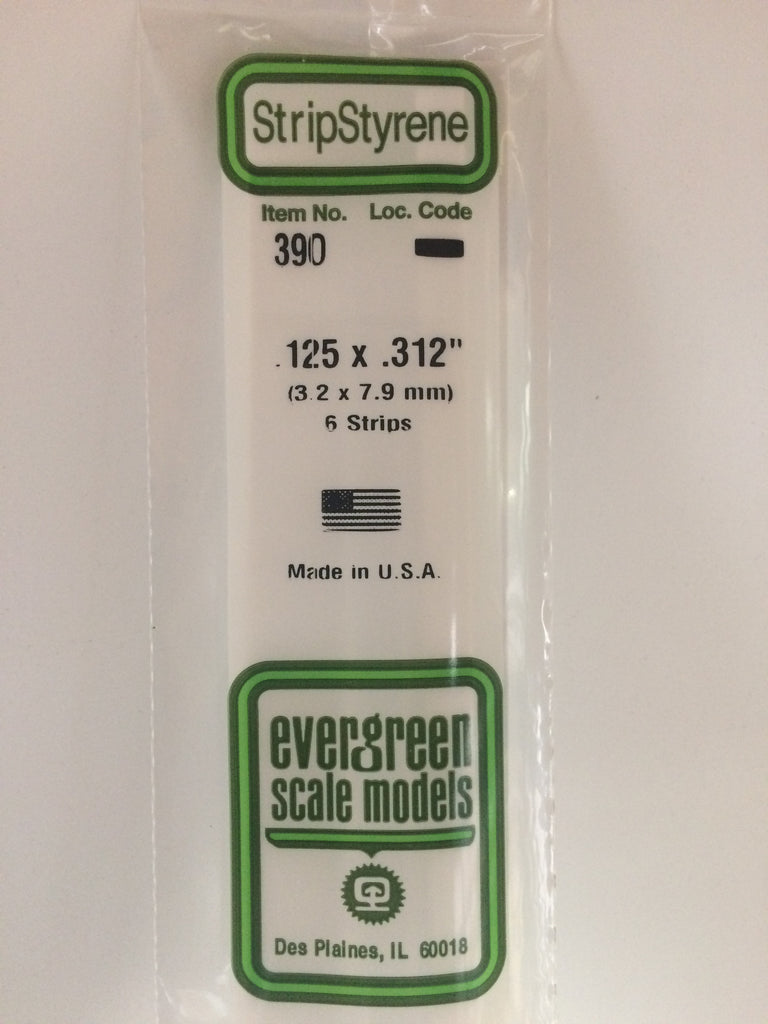 StripStyrene
Item No. Loc. Code
390
.125 x .312"
(3.2 x 7.9 mm)
6 Strips
Made in U.S.A.
evergreen
scale models
Des Plaines, IL 60018